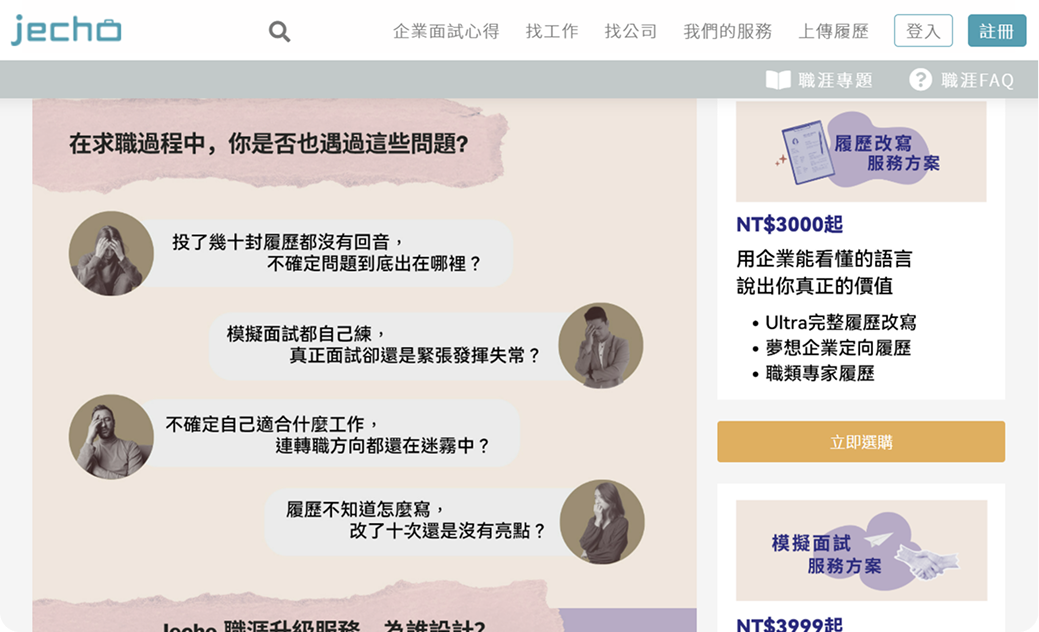 jecho
企業面試心得 找工作 找公司 我們的服務 上傳履歷 登入 註冊
職涯專題 職涯FAQ
在求職過程中，你是否也遇過這些問題?
投了幾十封履歷都沒有回音，
不確定問題到底出在哪裡？
模擬面試都自己練，
真正面試卻還是緊張發揮失常？
不確定自己適合什麼工作，
連轉職方向都還在迷霧中？
履歷不知道怎麼寫，
改了十次還是沒有亮點？
Jecho 職涯升級服務，為誰設計？
履歷改寫
服務方案
NT$3000起
用企業能看懂的語言
說出你真正的價值
• Ultra完整履歷改寫
• 夢想企業定向履歷
• 職類專家履歷
立即選購
模擬面試
服務方案
NT$3999起